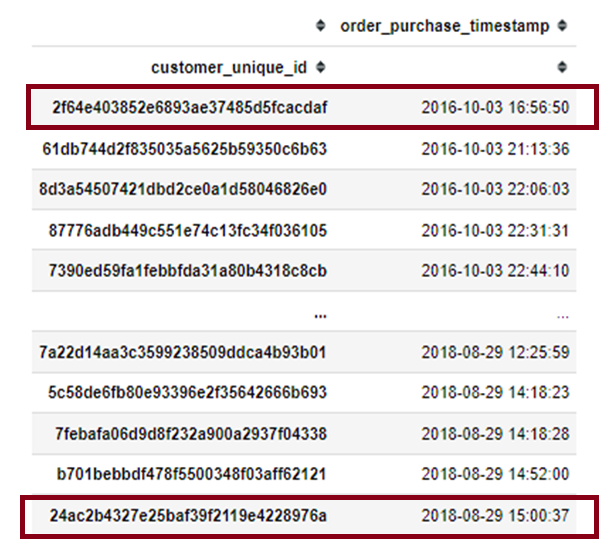 order_purchase_timestamp
customer_unique_id
2f64e403852e6893ae37485d5fcacdaf 2016-10-03 16:56:50
61db744d2f835035a5625b59350c6b63 2016-10-03 21:13:36
8d3a54507421dbd2ce0a1d58046826e0 2016-10-03 22:06:03
87776adb449c551e74c13fc34f036105 2016-10-03 22:31:31
7390ed59fa1febbfda31a80b4318c8cb 2016-10-03 22:44:10
... ...
7a22d14aa3c3599238509ddca4b93b01 2018-08-29 12:25:59
5c58de6fb80e93396e2f35642666b693 2018-08-29 14:18:23
7febafa06d9d8f232a900a2937f04338 2018-08-29 14:18:28
b701bebbdf478f5500348f03aff62121 2018-08-29 14:52:00
24ac2b4327e25baf39f2119e4228976a 2018-08-29 15:00:37